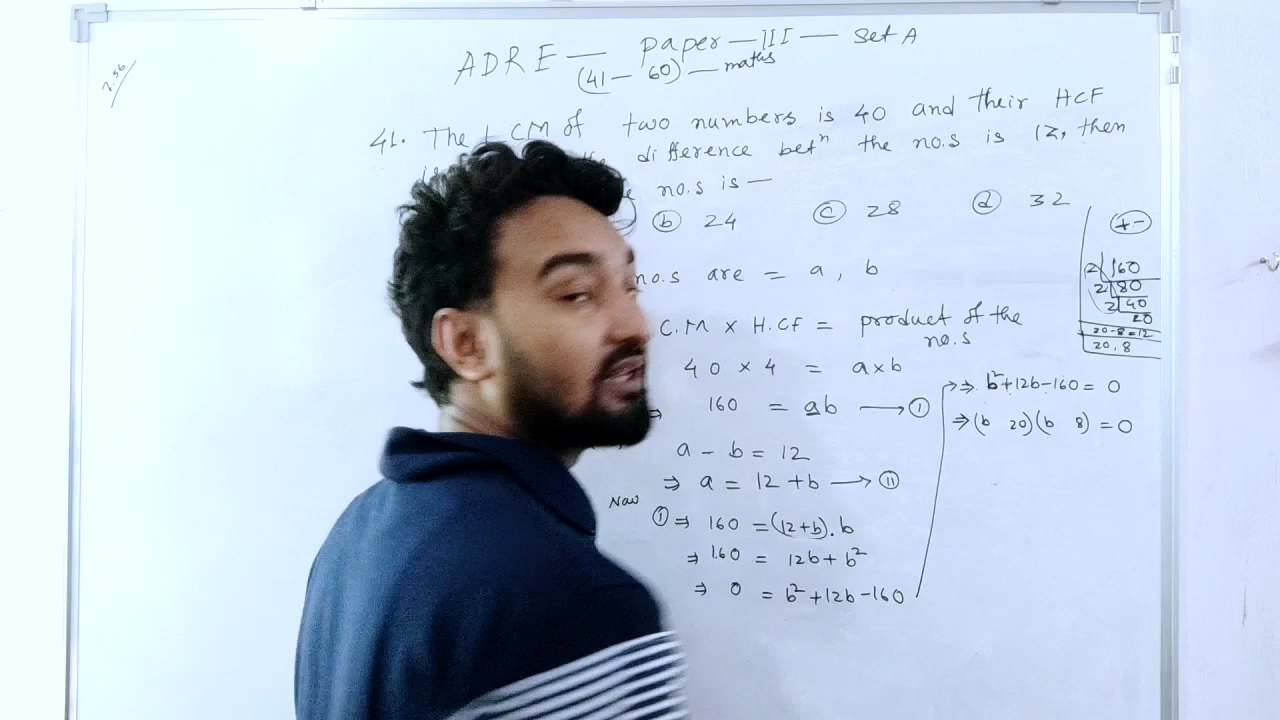 ADRE — paper — III — Set A
(41 — 60) — maths
7.56
41. The LCM of two numbers is 40 and their HCF
is difference betⁿ the no.s is 12, then
no.s is —
ⓑ 24 ⓒ 28 ⓓ 32
no.s are = a, b
C.M × H.CF = product of the
no.s
40 × 4 = a×b
⇒ 160 = ab ⟶ ①
a - b = 12
⇒ a = 12 + b ⟶ ⑪
Now
① ⇒ 160 = (12+b).b
⇒ 160 = 12b + b²
⇒ 0 = b² + 12b - 160
+-
2 160
2 80
2 40
20
20-8=12
20, 8
⇒ b²+12b-160 = 0
⇒ (b 20)(b 8) = 0